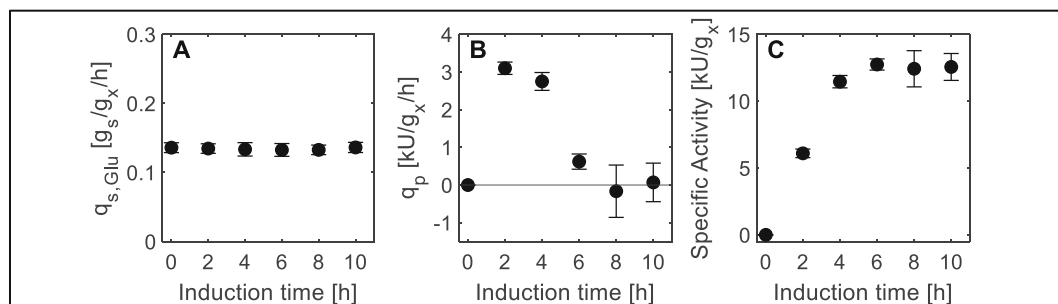 A
q_s,Glu [g_s/g_x/h]
0.3
0.2
0.1
0
0 2 4 6 8 10
Induction time [h]
B
q_p [kU/g_x/h]
4
3
2
1
0
-1
0 2 4 6 8 10
Induction time [h]
C
Specific Activity [kU/g_x]
15
10
5
0
0 2 4 6 8 10
Induction time [h]